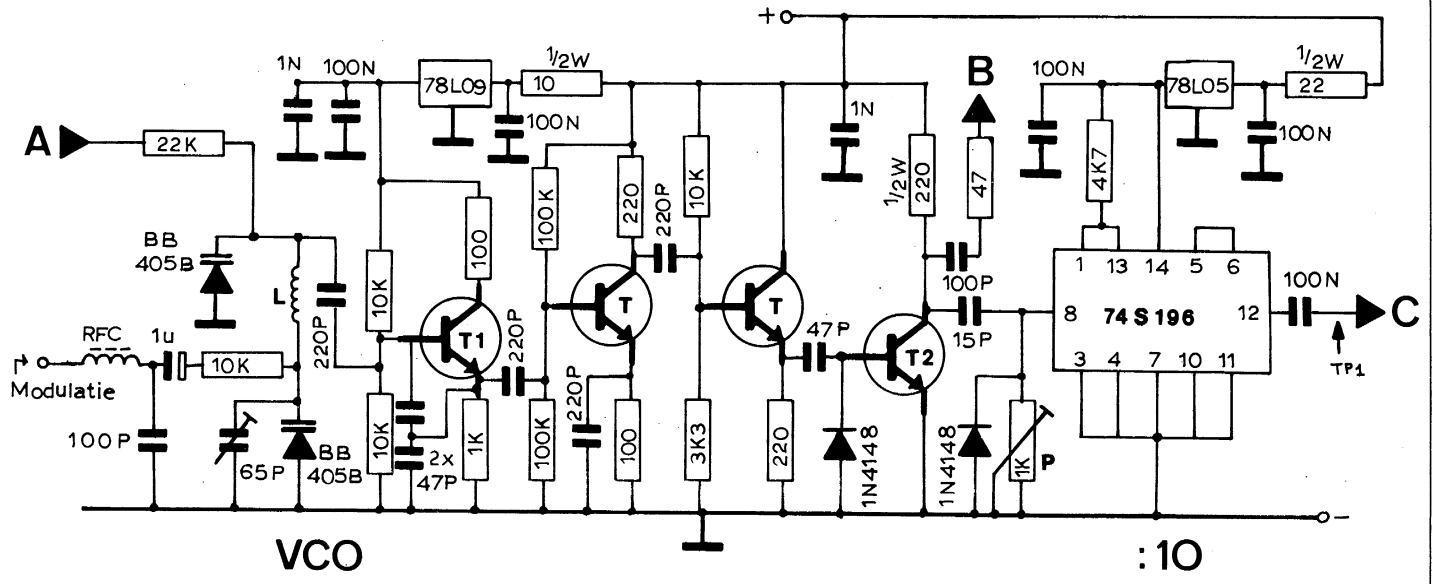 +
1N
100N
78L09
1/2W
10
100N
A
22K
BB
405B
L
220P
10K
100
100K
220
220P
10K
1N
1/2W
220
B
47
100N
4K7
78L05
1/2W
22
100N
RFC
1u
Modulatie
10K
100P
65P
BB
405B
T1
10K
2x
47P
1K
220P
100K
T
220P
100
3K3
T
47P
220
1N4148
T2
100P
15P
1N4148
1K
P
1
13
14
5
6
8
74S196
12
3
4
7
10
11
100N
C
TP1
-
VCO
:10